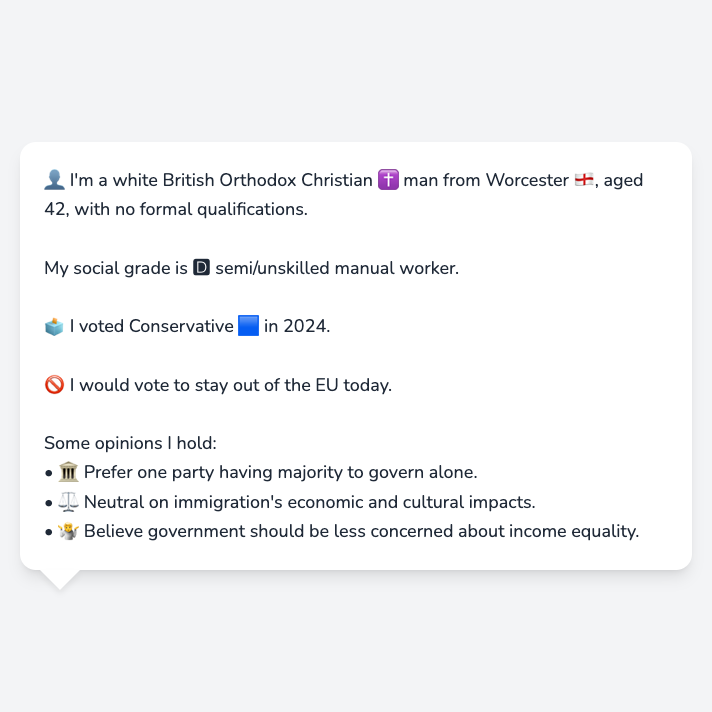 👤 I'm a white British Orthodox Christian ✝️ man from Worcester 🏴󠁧󠁢󠁥󠁮󠁧󠁿, aged
42, with no formal qualifications.
My social grade is 🅳 semi/unskilled manual worker.
🗳️ I voted Conservative 🟦 in 2024.
🚫 I would vote to stay out of the EU today.
Some opinions I hold:
• 🏛️ Prefer one party having majority to govern alone.
• ⚖️ Neutral on immigration's economic and cultural impacts.
• 🤷 Believe government should be less concerned about income equality.